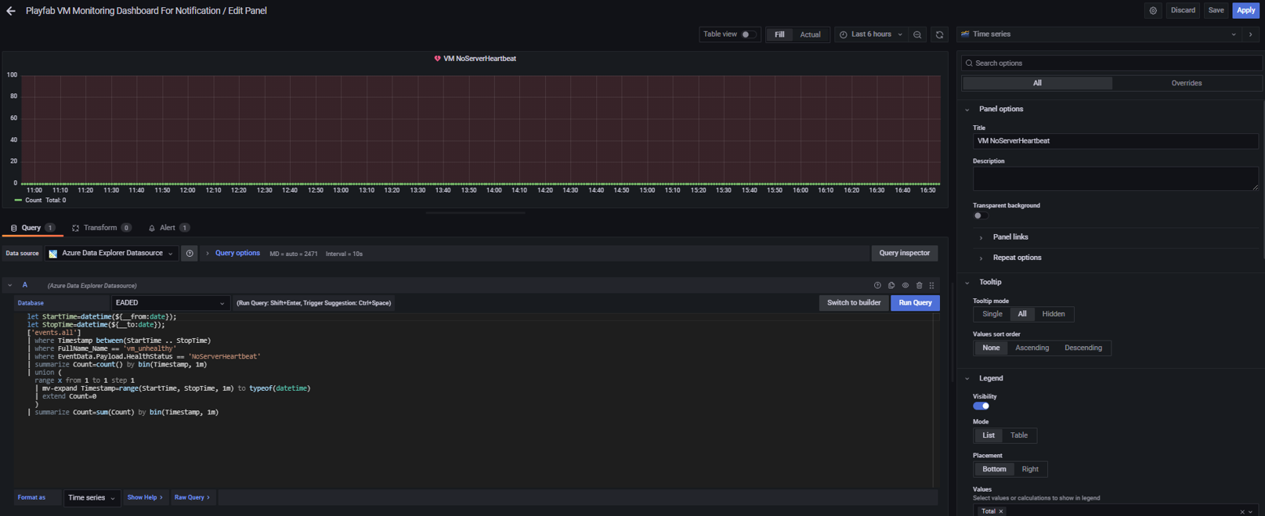 Playfab VM Monitoring Dashboard For Notification / Edit Panel
Discard
Save
Apply
Table view
Fill
Actual
Last 6 hours
Time series
VM NoServerHeartbeat
100
80
60
40
20
0
11:00 11:10 11:20 11:30 11:40 11:50 12:00 12:10 12:20 12:30 12:40 12:50 13:00 13:10 13:20 13:30 13:40 13:50 14:00 14:10 14:20 14:30 14:40 14:50 15:00 15:10 15:20 15:30 15:40 15:50 16:00 16:10 16:20 16:30 16:40 16:50
Count Total: 0
Query 1
Transform 0
Alert 1
Data source
Azure Data Explorer Datasource
Query options
MD = auto = 2471
Interval = 10s
Query inspector
A
(Azure Data Explorer Datasource)
Database
EADED
(Run Query: Shift+Enter, Trigger Suggestion: Ctrl+Space)
Switch to builder
Run Query
let StartTime=datetime(${__from:date});
let StopTime=datetime(${__to:date});
['events.all']
| where Timestamp between(StartTime .. StopTime)
| where FullName_Name == 'vm_unhealthy'
| where EventData.Payload.HealthStatus == 'NoServerHeartbeat'
| summarize Count=count() by bin(Timestamp, 1m)
| union (
range x from 1 to 1 step 1
| mv-expand Timestamp=range(StartTime, StopTime, 1m) to typeof(datetime)
| extend Count=0
)
| summarize Count=sum(Count) by bin(Timestamp, 1m)
Format as
Time series
Show Help >
Raw Query >
Search options
All
Overrides
Panel options
Title
VM NoServerHeartbeat
Description
Transparent background
Panel links
Repeat options
Tooltip
Tooltip mode
Single
All
Hidden
Values sort order
None
Ascending
Descending
Legend
Visibility
Mode
List
Table
Placement
Bottom
Right
Values
Select values or calculations to show in legend
Total ×